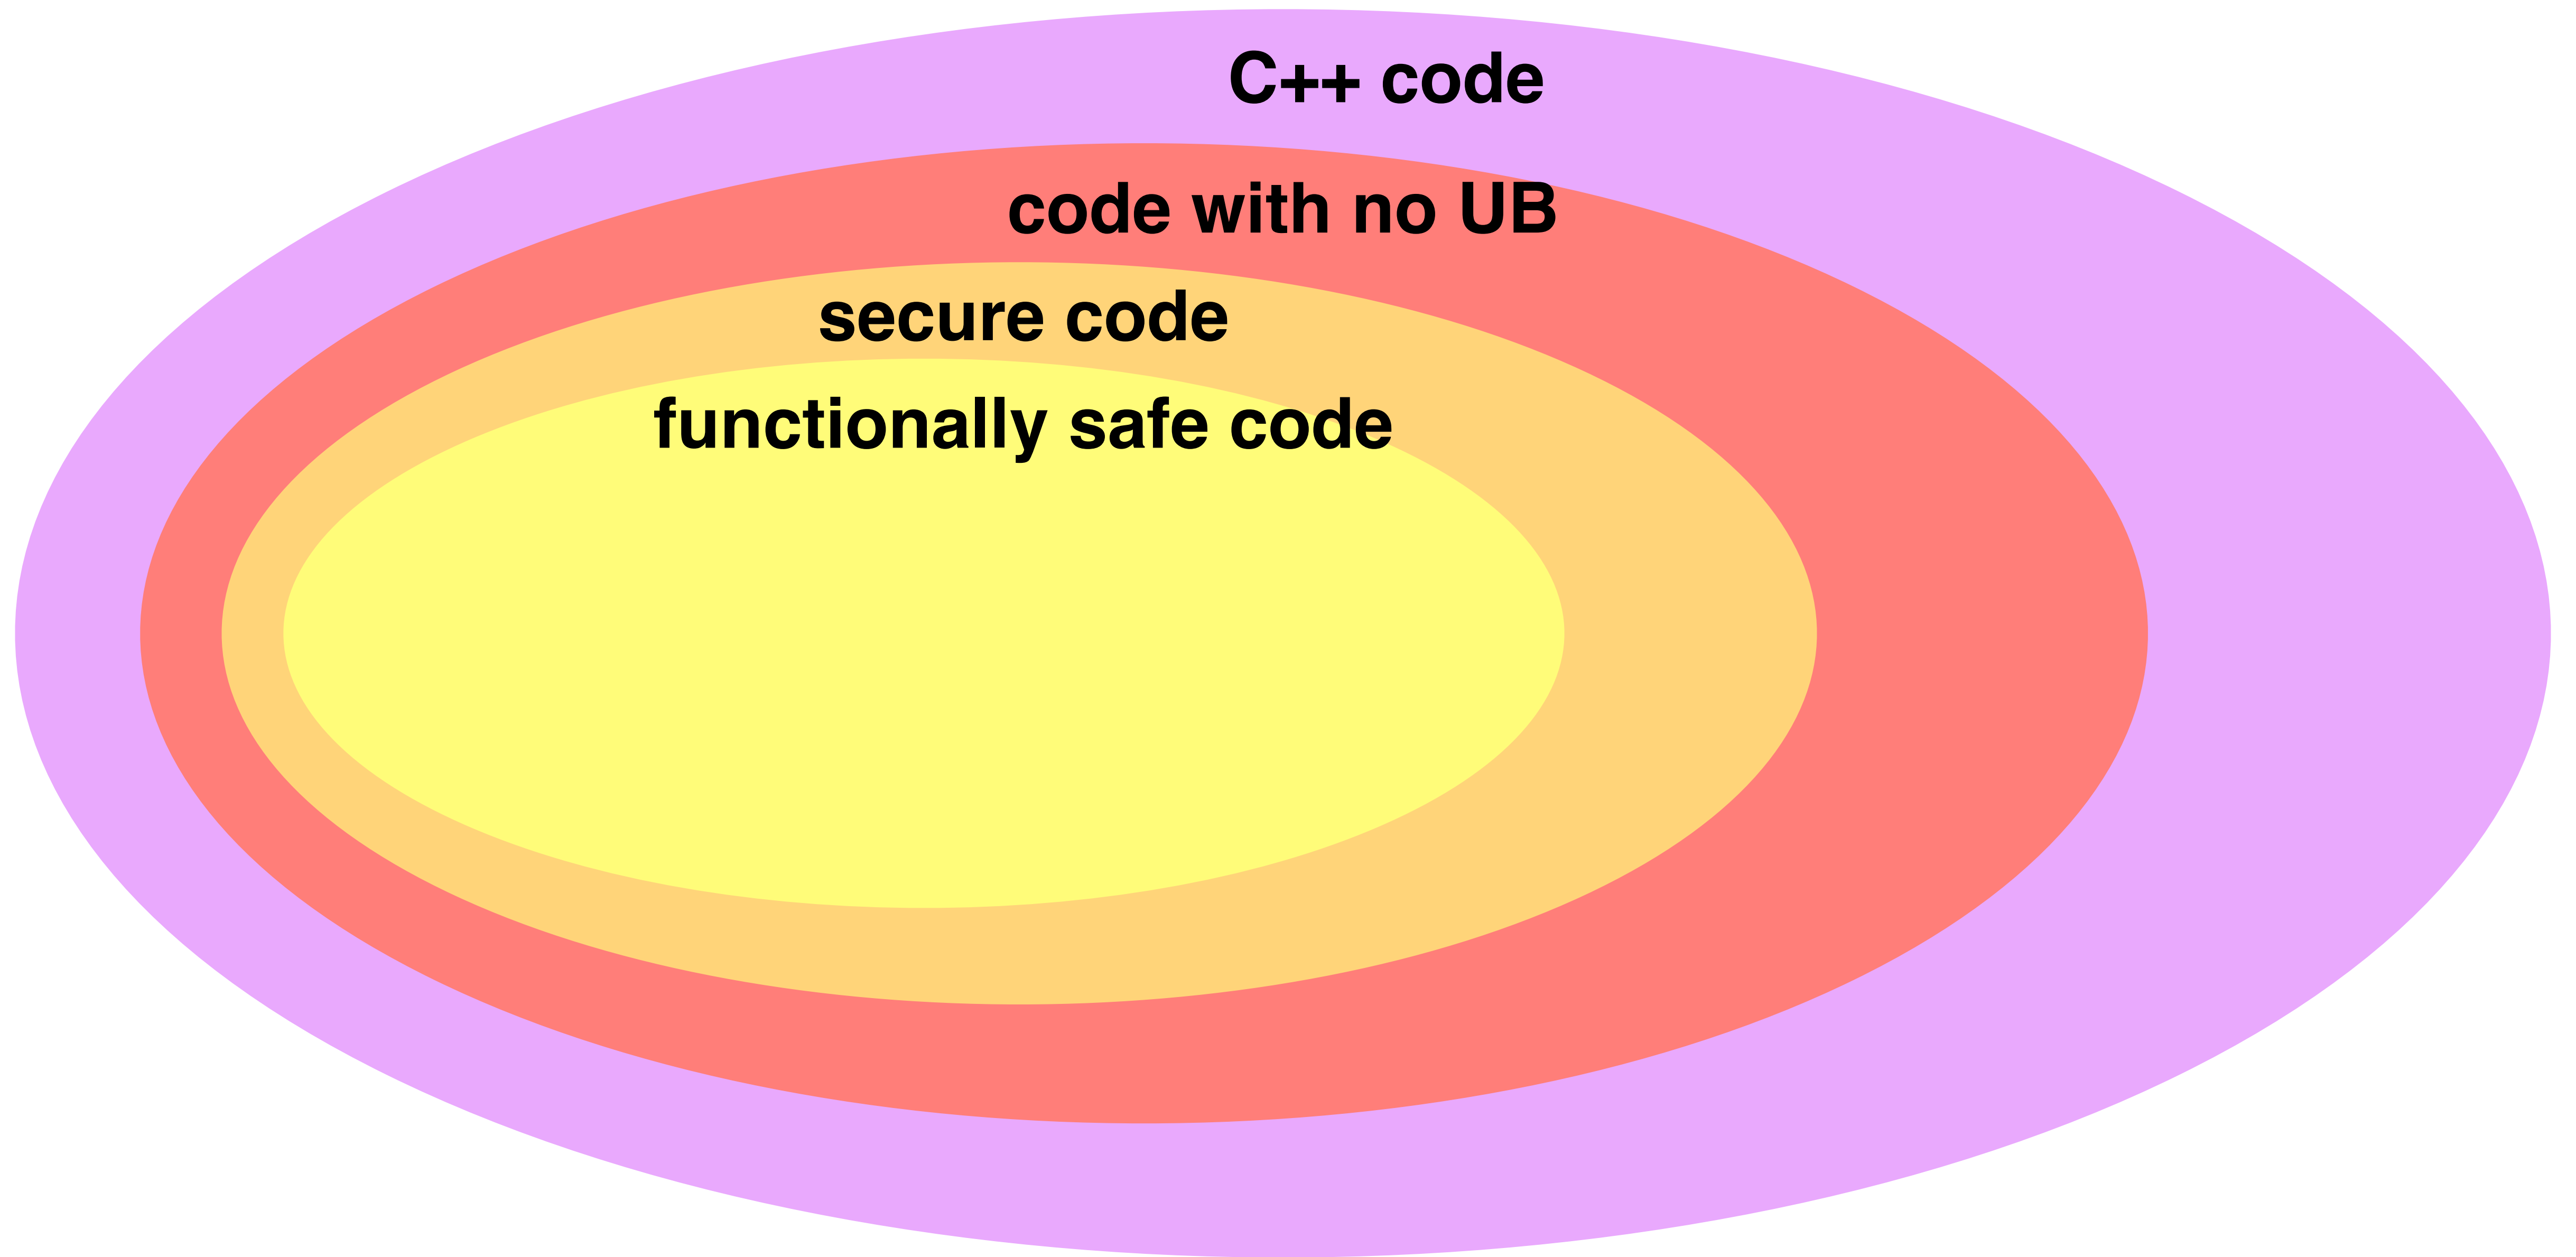 C++ code
code with no UB
secure code
functionally safe code